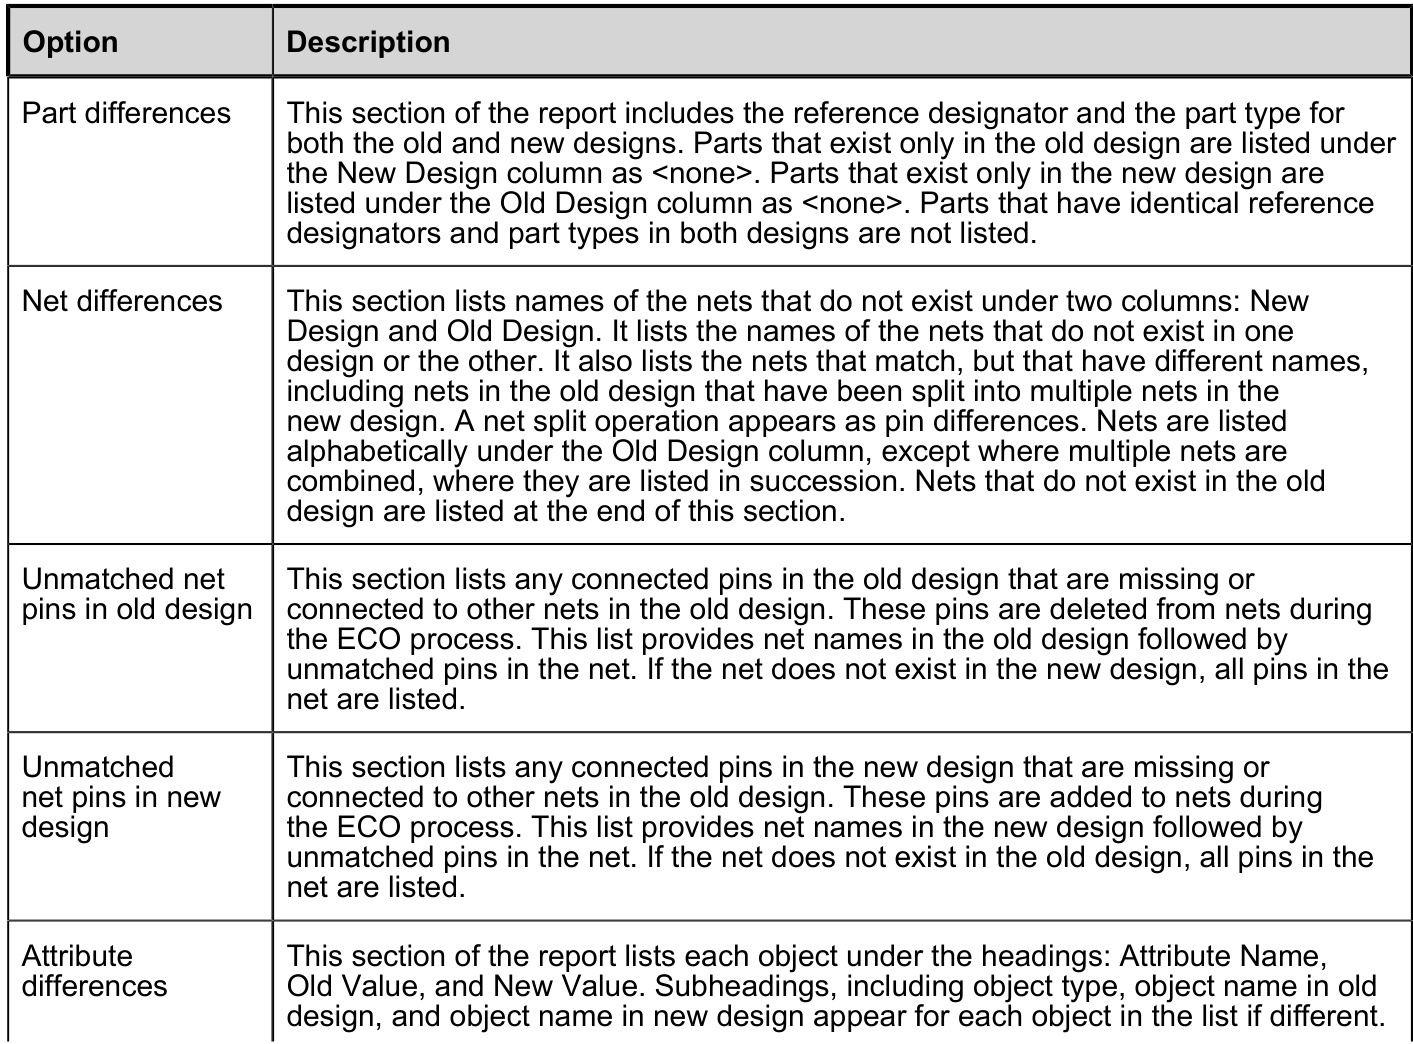 Option
Description
Part differences
This section of the report includes the reference designator and the part type for
both the old and new designs. Parts that exist only in the old design are listed under
the New Design column as <none>. Parts that exist only in the new design are
listed under the Old Design column as <none>. Parts that have identical reference
designators and part types in both designs are not listed.
Net differences
This section lists names of the nets that do not exist under two columns: New
Design and Old Design. It lists the names of the nets that do not exist in one
design or the other. It also lists the nets that match, but that have different names,
including nets in the old design that have been split into multiple nets in the
new design. A net split operation appears as pin differences. Nets are listed
alphabetically under the Old Design column, except where multiple nets are
combined, where they are listed in succession. Nets that do not exist in the old
design are listed at the end of this section.
Unmatched net
pins in old design
This section lists any connected pins in the old design that are missing or
connected to other nets in the old design. These pins are deleted from nets during
the ECO process. This list provides net names in the old design followed by
unmatched pins in the net. If the net does not exist in the new design, all pins in the
net are listed.
Unmatched
net pins in new
design
This section lists any connected pins in the new design that are missing or
connected to other nets in the old design. These pins are added to nets during
the ECO process. This list provides net names in the new design followed by
unmatched pins in the net. If the net does not exist in the old design, all pins in the
net are listed.
Attribute
differences
This section of the report lists each object under the headings: Attribute Name,
Old Value, and New Value. Subheadings, including object type, object name in old
design, and object name in new design appear for each object in the list if different.